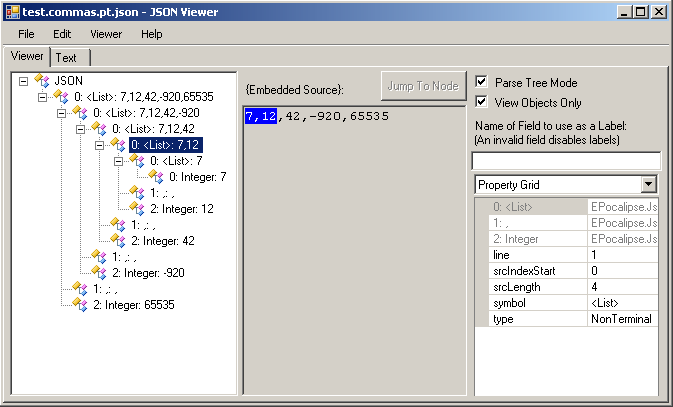 test.commas.pt.json - JSON Viewer
File Edit Viewer Help
Viewer Text
JSON
0: <List>: 7,12,42,-920,65535
0: <List>: 7,12,42,-920
0: <List>: 7,12,42
0: <List>: 7,12
0: <List>: 7
0: Integer: 7
1: ,: ,
2: Integer: 12
1: ,: ,
2: Integer: 42
1: ,: ,
2: Integer: -920
1: ,: ,
2: Integer: 65535
{Embedded Source}:
Jump To Node
7,12,42,-920,65535
Parse Tree Mode
View Objects Only
Name of Field to use as a Label:
(An invalid field disables labels)
Property Grid
0: <List> EPocalipse.Js
1: , EPocalipse.Js
2: Integer EPocalipse.Js
line 1
srcIndexStart 0
srcLength 4
symbol <List>
type NonTerminal